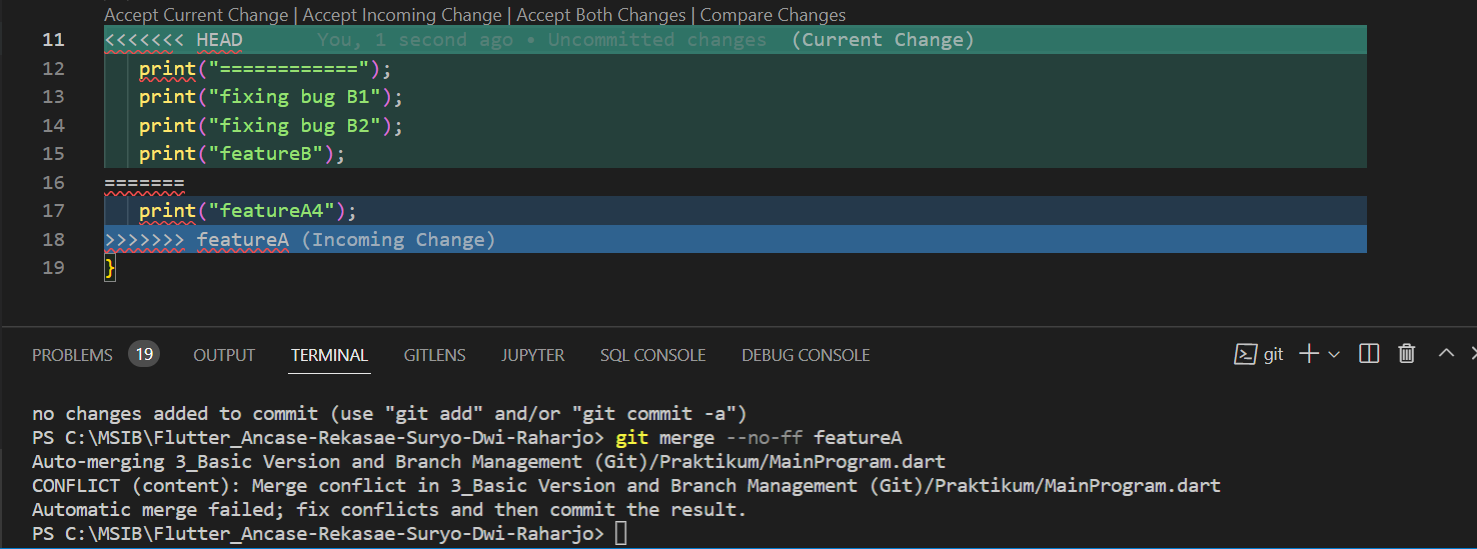 Accept Current Change | Accept Incoming Change | Accept Both Changes | Compare Changes
11 <<<<<<< HEAD You, 1 second ago • Uncommitted changes (Current Change)
12 print("============");
13 print("fixing bug B1");
14 print("fixing bug B2");
15 print("featureB");
16 =======
17 print("featureA4");
18 >>>>>>> featureA (Incoming Change)
19 }
PROBLEMS 19 OUTPUT TERMINAL GITLENS JUPYTER SQL CONSOLE DEBUG CONSOLE git
no changes added to commit (use "git add" and/or "git commit -a")
PS C:\MSIB\Flutter_Ancase-Rekasae-Suryo-Dwi-Raharjo> git merge --no-ff featureA
Auto-merging 3_Basic Version and Branch Management (Git)/Praktikum/MainProgram.dart
CONFLICT (content): Merge conflict in 3_Basic Version and Branch Management (Git)/Praktikum/MainProgram.dart
Automatic merge failed; fix conflicts and then commit the result.
PS C:\MSIB\Flutter_Ancase-Rekasae-Suryo-Dwi-Raharjo>